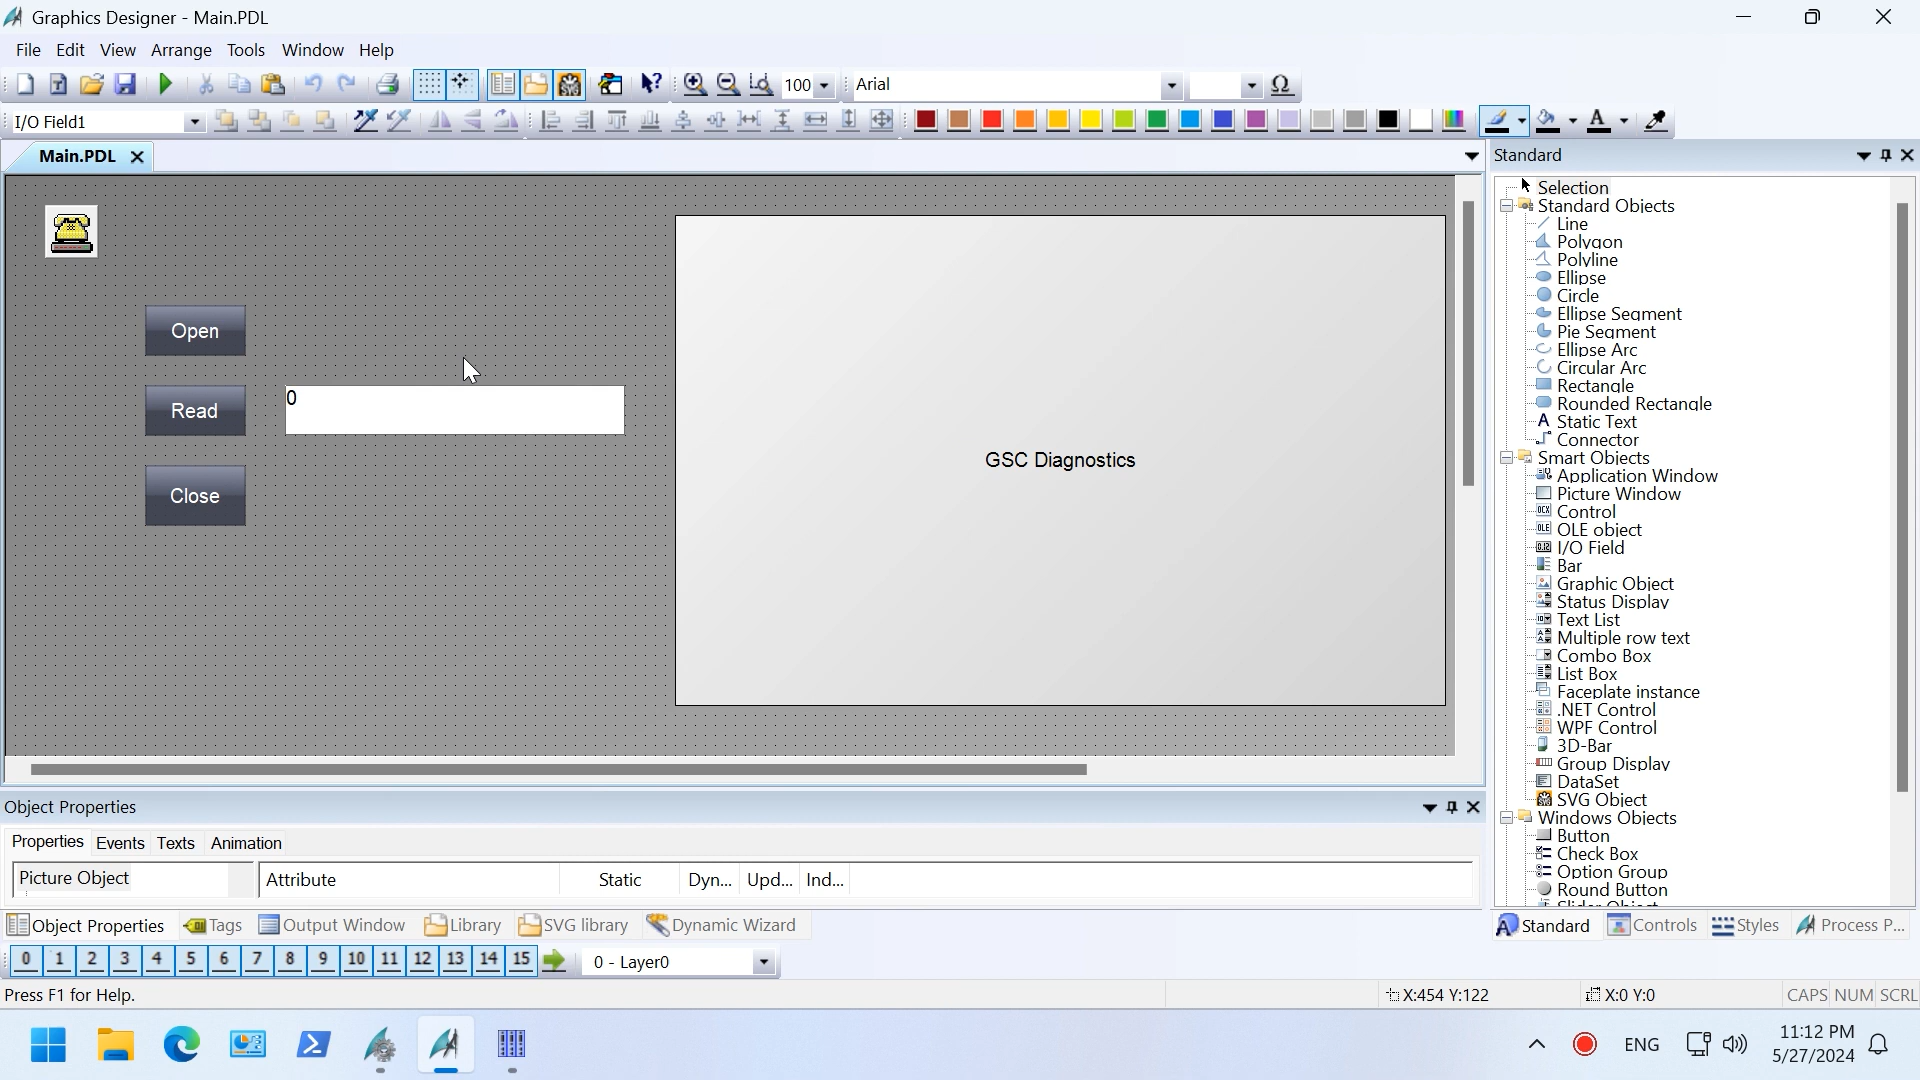 Graphics Designer - Main.PDL
File Edit View Arrange Tools Window Help
100 Arial Ω
I/O Field1
Main.PDL
Open
Read
0
Close
GSC Diagnostics
Standard
Selection
Standard Objects
Line
Polygon
Polyline
Ellipse
Circle
Ellipse Segment
Pie Segment
Ellipse Arc
Circular Arc
Rectangle
Rounded Rectangle
A Static Text
Connector
Smart Objects
Application Window
Picture Window
OCX Control
OLE OLE object
I/O Field
Bar
Graphic Object
Status Display
Text List
Multiple row text
Combo Box
List Box
Faceplate instance
.NET Control
WPF Control
3D-Bar
Group Display
DataSet
SVG Object
Windows Objects
Button
Check Box
Option Group
Round Button
Slider Object
Object Properties
Properties Events Texts Animation
Picture Object Attribute Static Dyn... Upd... Ind...
Object Properties Tags Output Window Library SVG library Dynamic Wizard
Standard Controls Styles Process P...
0 1 2 3 4 5 6 7 8 9 10 11 12 13 14 15 0 - Layer0
Press F1 for Help. X:454 Y:122 X:0 Y:0 CAPS NUM SCRL
ENG 11:12 PM
5/27/2024